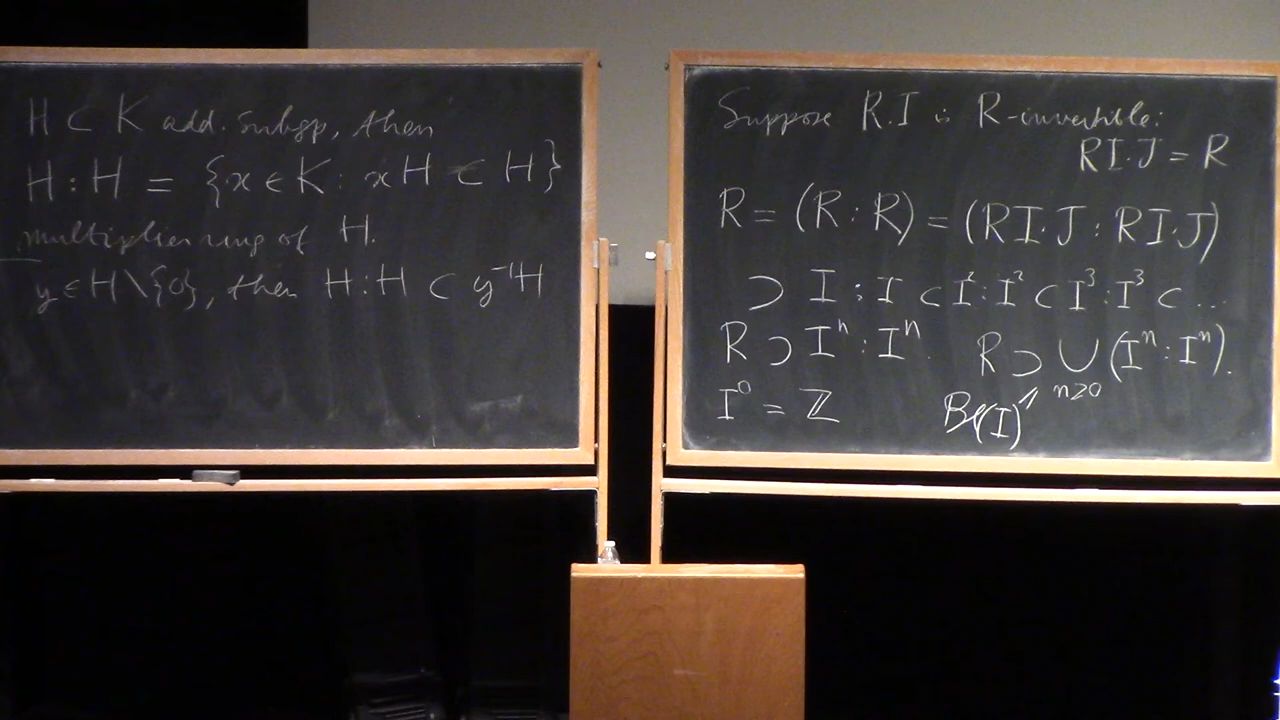 H ⊂ K add. subgp, then
H : H = {x ∈ K : xH ⊂ H}
multiplier ring of H.
y ∈ H∖{0}, then H:H ⊂ y⁻¹H
Suppose R.I is R-invertible:
RI·J = R
R = (R : R) = (RI·J : RI·J)
⊃ I : I ⊂ I²:I² ⊂ I³:I³ ⊂ ...
R ⊃ Iⁿ : Iⁿ. R ⊃ ∪ (Iⁿ : Iⁿ).
n≥0
I⁰ = ℤ Bl(I)